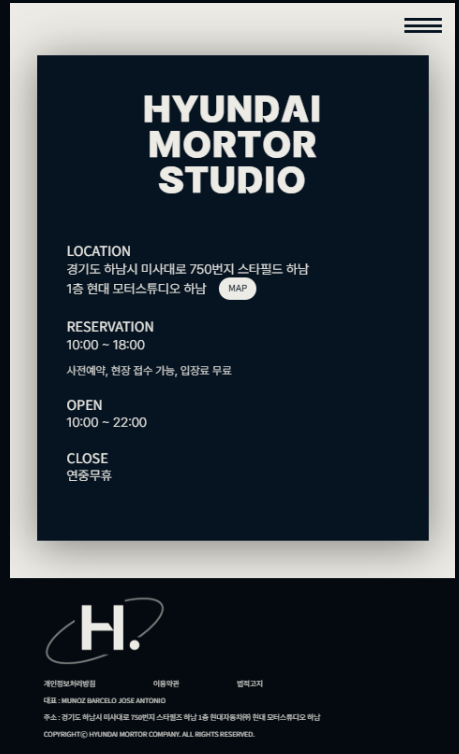 HYUNDAI
MORTOR
STUDIO
LOCATION
경기도 하남시 미사대로 750번지 스타필드 하남
1층 현대 모터스튜디오 하남 MAP
RESERVATION
10:00 ~ 18:00
사전예약, 현장 접수 가능, 입장료 무료
OPEN
10:00 ~ 22:00
CLOSE
연중무휴
H.
개인정보처리방침 이용약관 법적고지
대표 : MUNOZ BARCELO JOSE ANTONIO
주소 : 경기도 하남시 미사대로 750번지 스타필즈 하남 1층 현대자동차㈜ 현대 모터스튜디오 하남
COPYRIGHTⓒ HYUNDAI MORTOR COMPANY. ALL RIGHTS RESERVED.